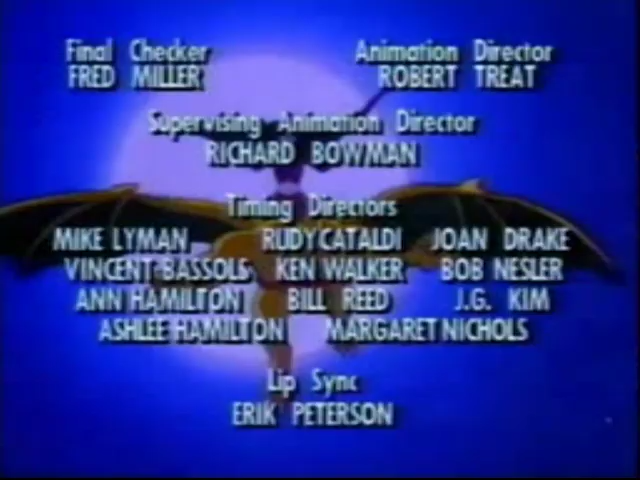 Final Checker Animation Director
FRED MILLER ROBERT TREAT
Supervising Animation Director
RICHARD BOWMAN
Timing Directors
MIKE LYMAN RUDY CATALDI JOAN DRAKE
VINCENT BASSOLS KEN WALKER BOB NESLER
ANN HAMILTON BILL REED J.G. KIM
ASHLEE HAMILTON MARGARET NICHOLS
Lip Sync
ERIK PETERSON